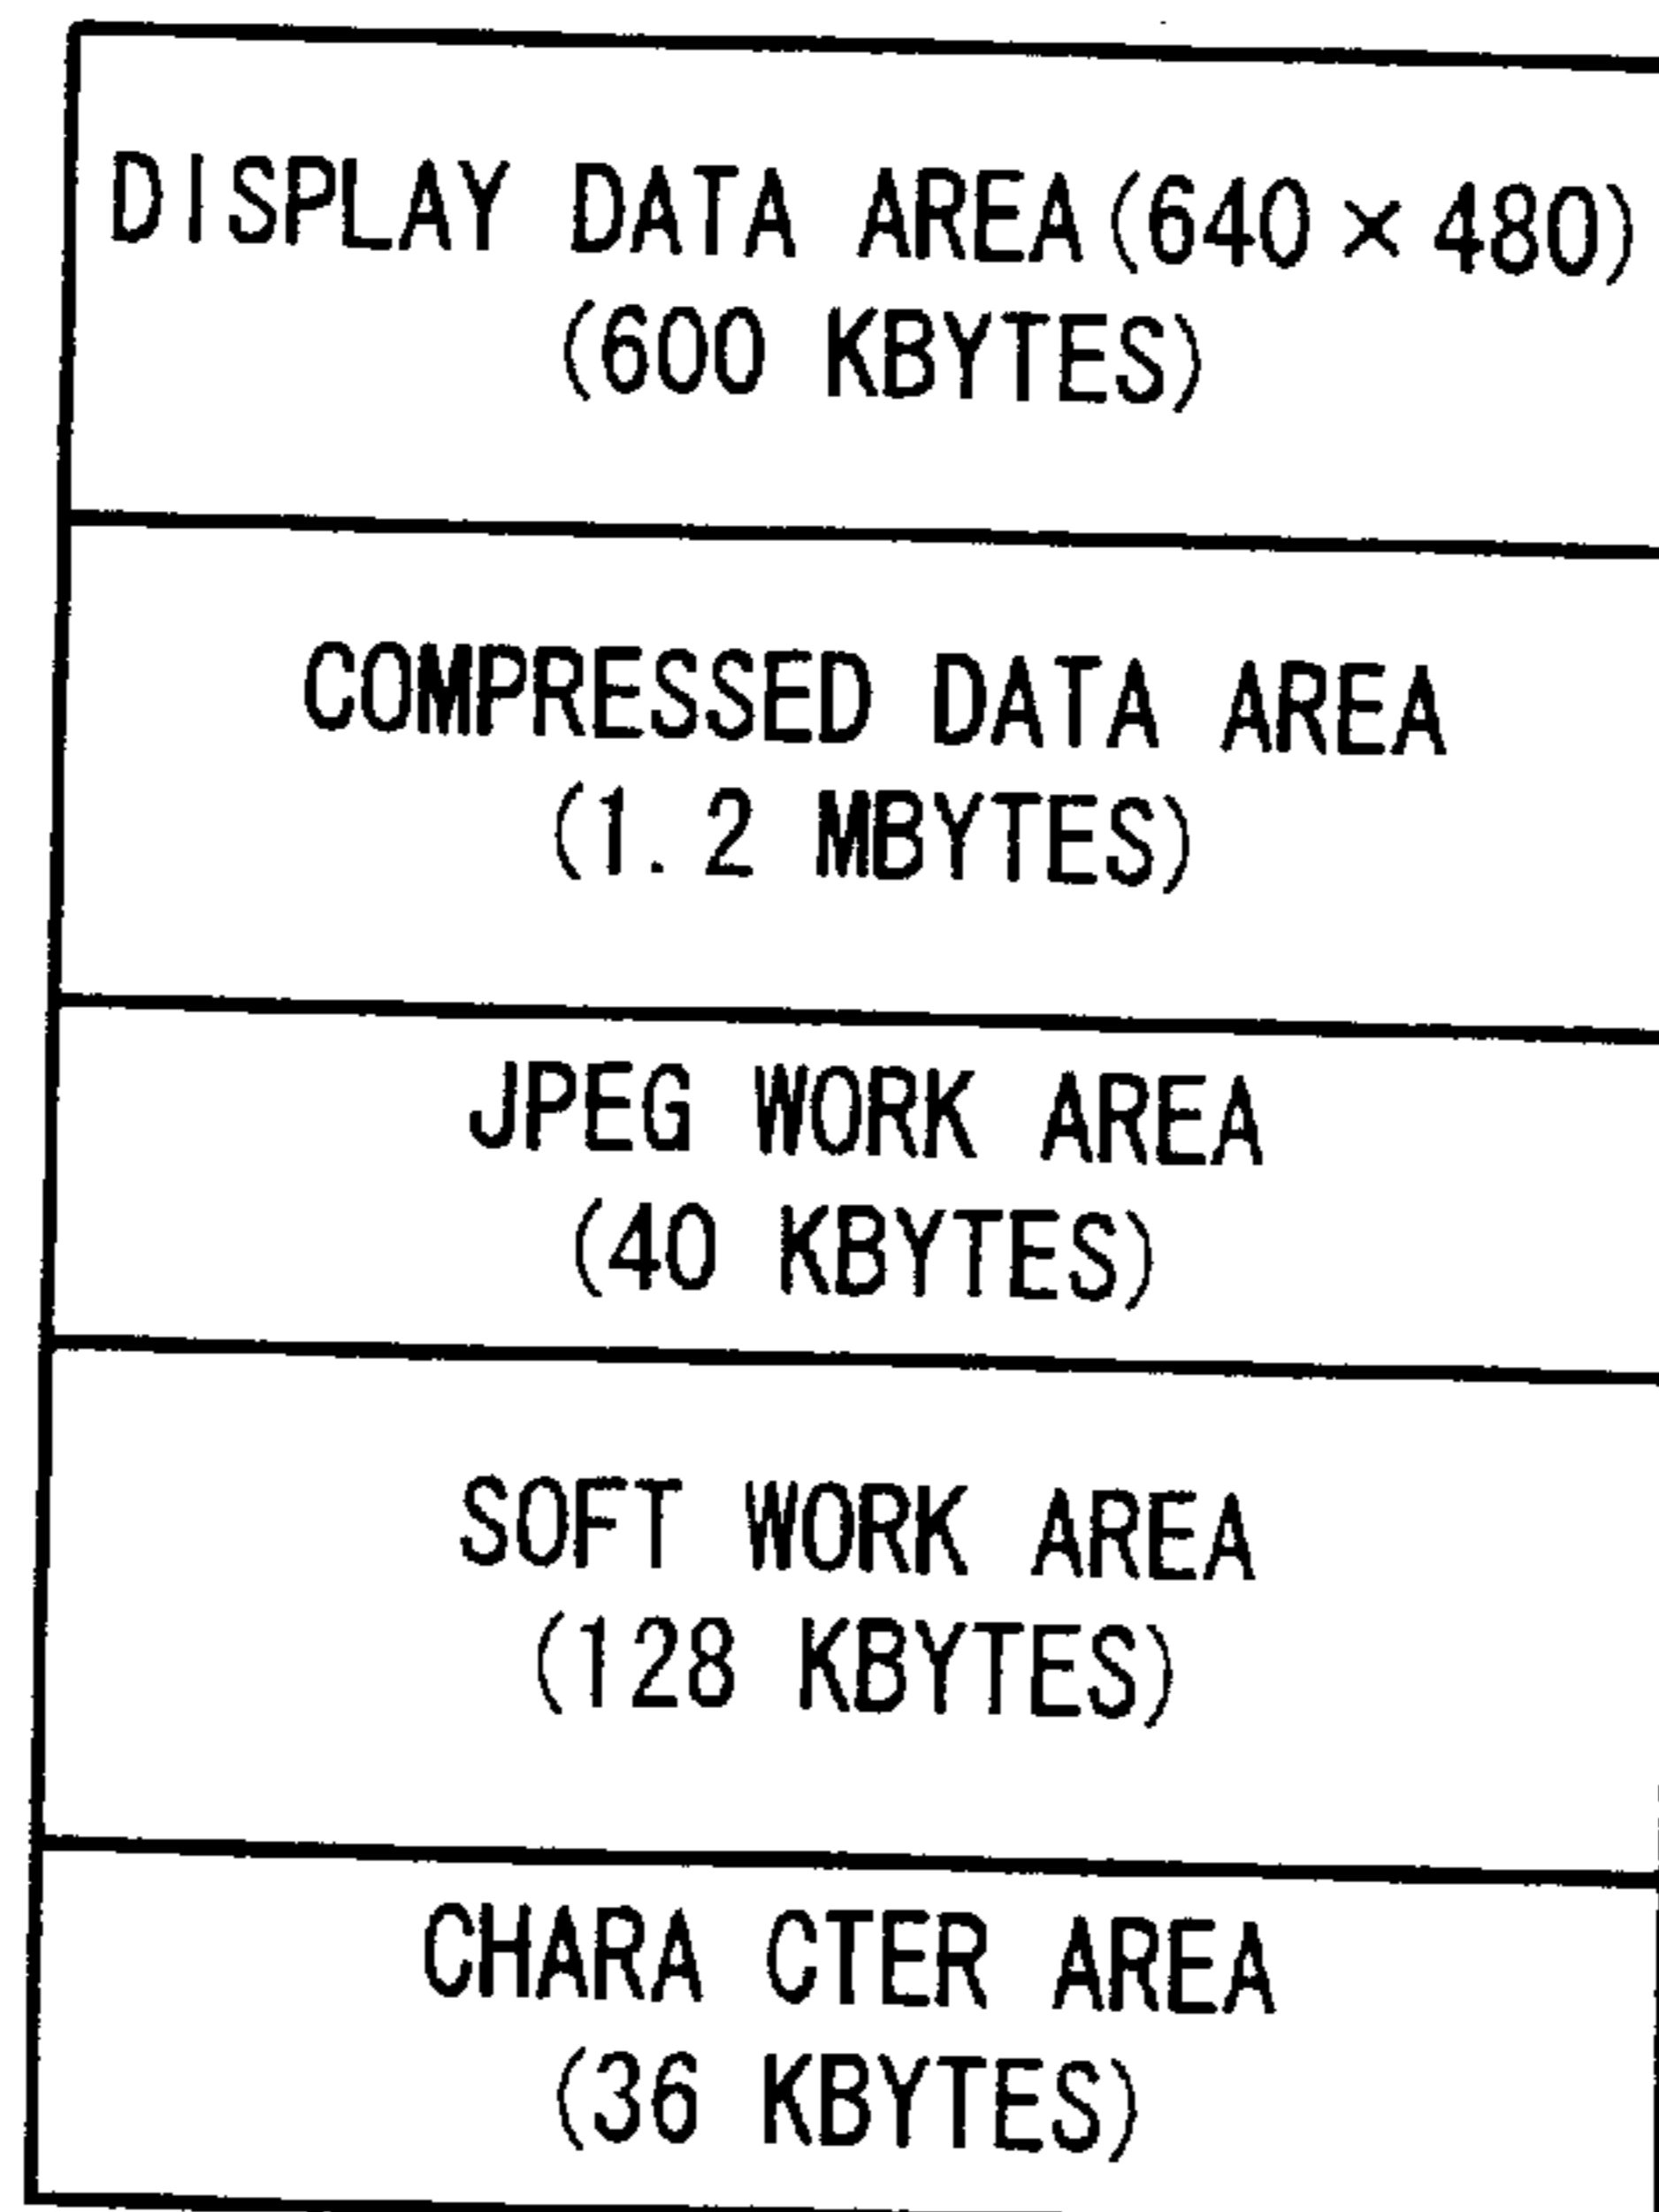 DISPLAY DATA AREA(640×480)
(600 KBYTES)
COMPRESSED DATA AREA
(1.2 MBYTES)
JPEG WORK AREA
(40 KBYTES)
SOFT WORK AREA
(128 KBYTES)
CHARA CTER AREA
(36 KBYTES)